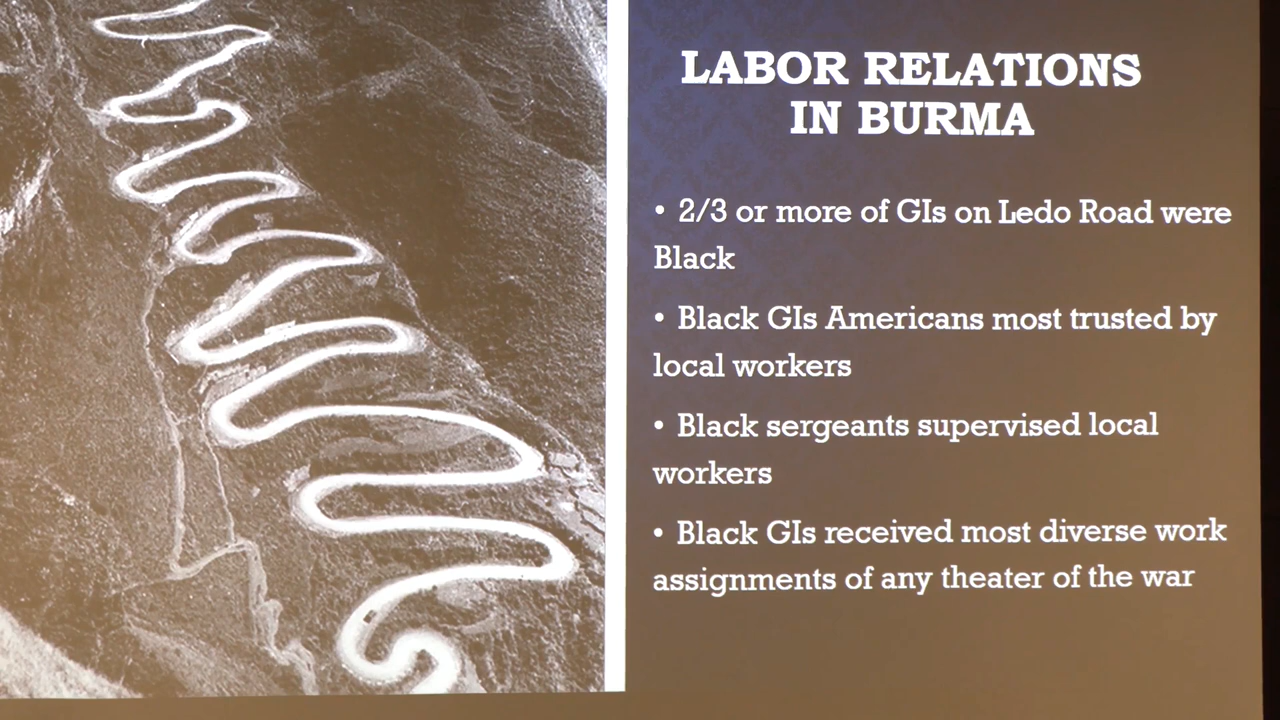 LABOR RELATIONS
IN BURMA
• 2/3 or more of GIs on Ledo Road were
Black
• Black GIs Americans most trusted by
local workers
• Black sergeants supervised local
workers
• Black GIs received most diverse work
assignments of any theater of the war